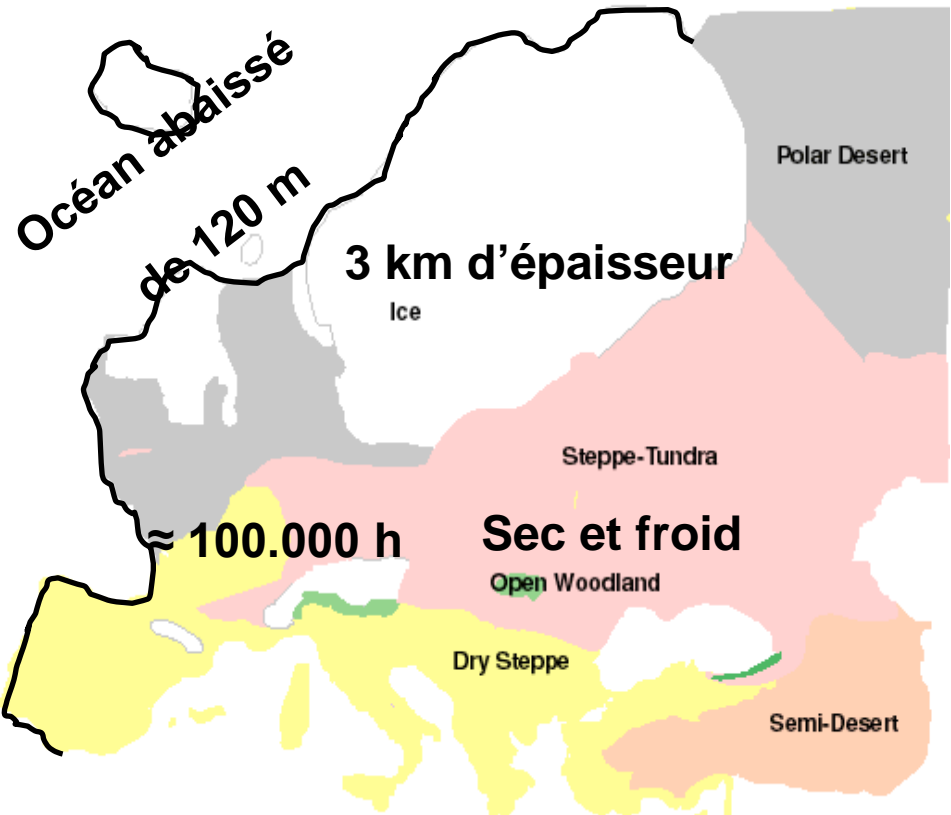 Océan abaissé
de 120 m
Polar Desert
3 km d’épaisseur
Ice
Steppe-Tundra
≈ 100.000 h
Sec et froid
Open Woodland
Dry Steppe
Semi-Desert